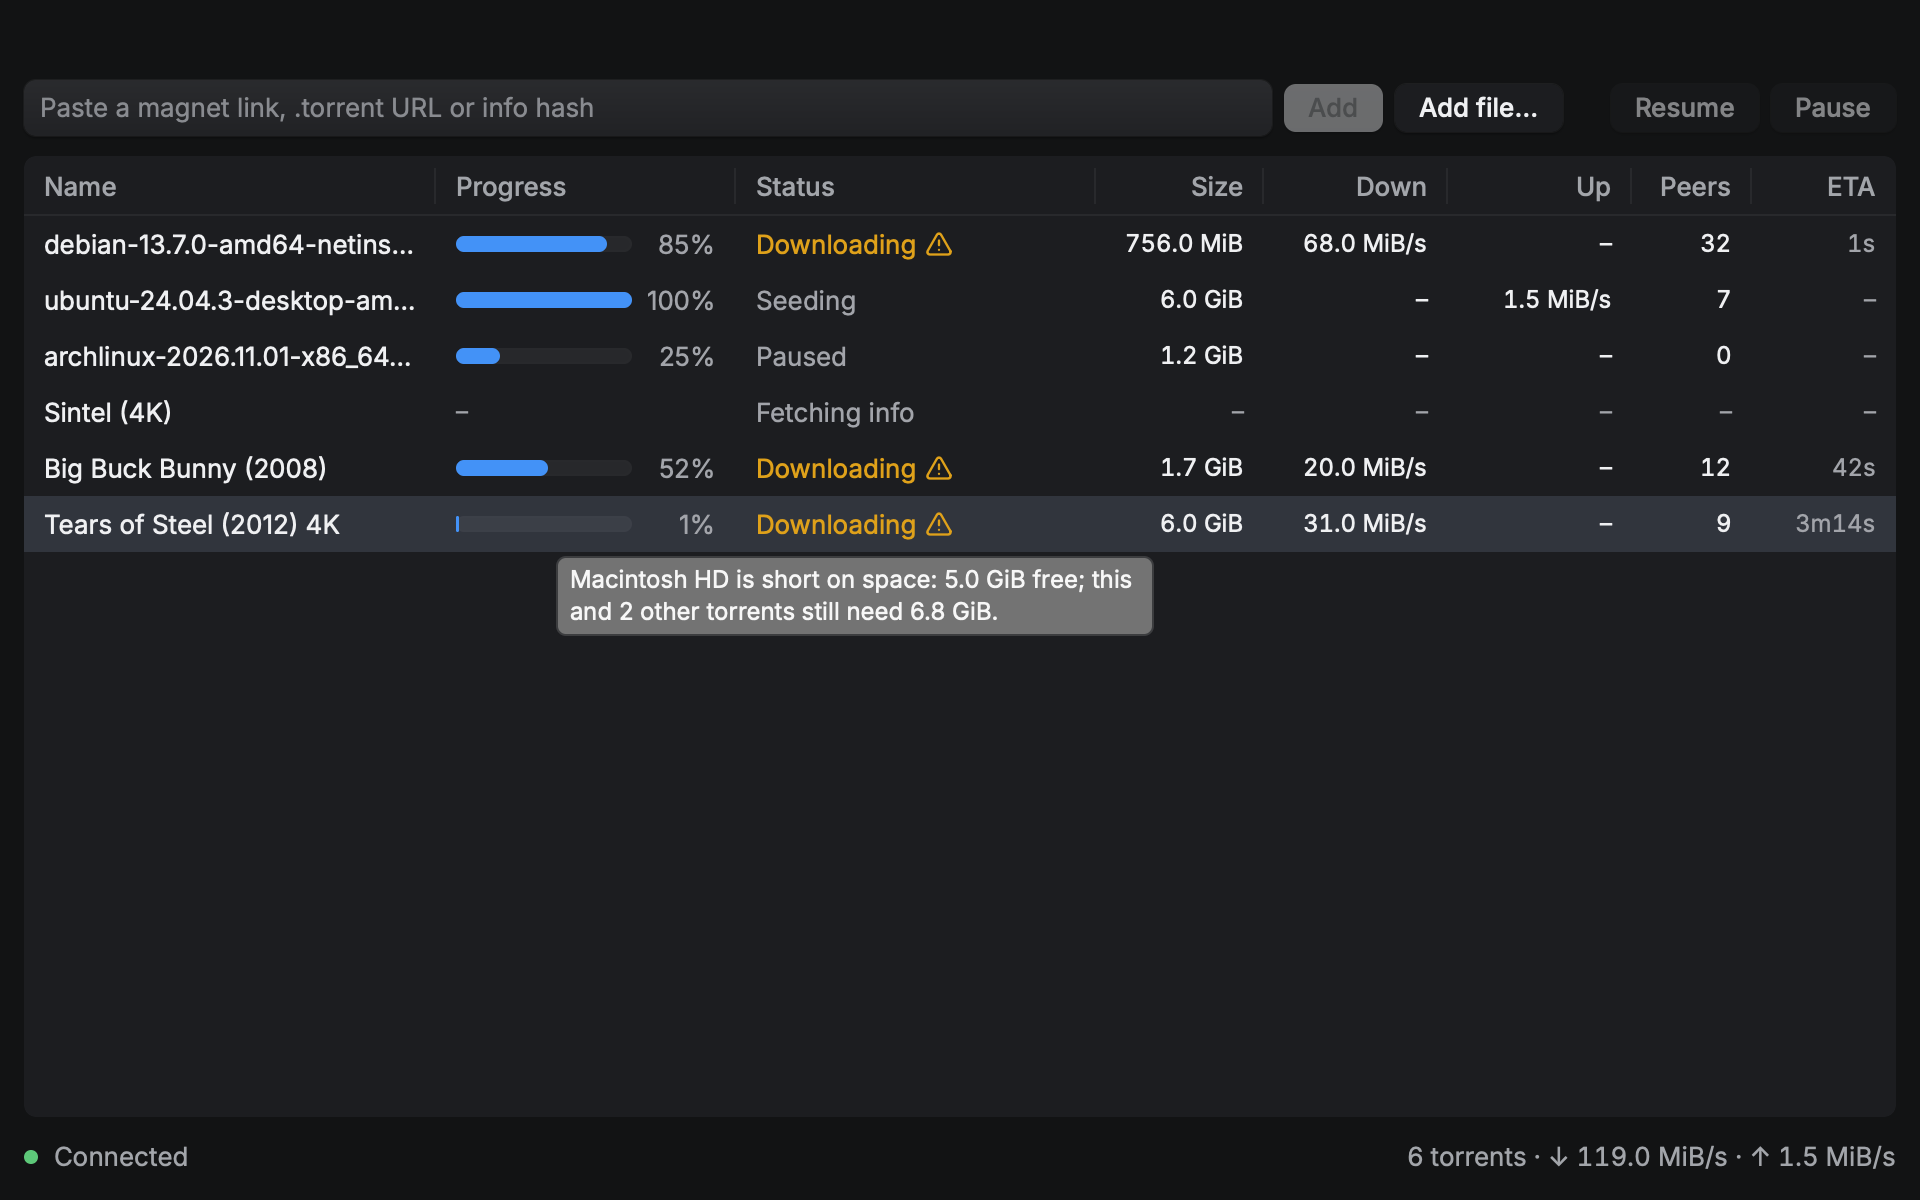 Paste a magnet link, .torrent URL or info hash Add Add file... Resume Pause
Name Progress Status Size Down Up Peers ETA
debian-13.7.0-amd64-netins... 85% Downloading 756.0 MiB 68.0 MiB/s – 32 1s
ubuntu-24.04.3-desktop-am... 100% Seeding 6.0 GiB – 1.5 MiB/s 7 –
archlinux-2026.11.01-x86_64... 25% Paused 1.2 GiB – – 0 –
Sintel (4K) – Fetching info – – – – –
Big Buck Bunny (2008) 52% Downloading 1.7 GiB 20.0 MiB/s – 12 42s
Tears of Steel (2012) 4K 1% Downloading 6.0 GiB 31.0 MiB/s – 9 3m14s
Macintosh HD is short on space: 5.0 GiB free; this
and 2 other torrents still need 6.8 GiB.
Connected 6 torrents · ↓ 119.0 MiB/s · ↑ 1.5 MiB/s